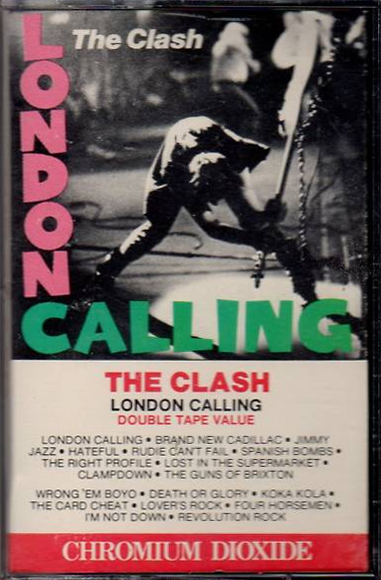 The Clash
LONDON
CALLING
THE CLASH
LONDON CALLING
DOUBLE TAPE VALUE
LONDON CALLING • BRAND NEW CADILLAC • JIMMY
JAZZ • HATEFUL • RUDIE CAN'T FAIL • SPANISH BOMBS •
THE RIGHT PROFILE • LOST IN THE SUPERMARKET •
CLAMPDOWN • THE GUNS OF BRIXTON
WRONG 'EM BOYO • DEATH OR GLORY • KOKA KOLA •
THE CARD CHEAT • LOVER'S ROCK • FOUR HORSEMEN •
I'M NOT DOWN • REVOLUTION ROCK
CHROMIUM DIOXIDE